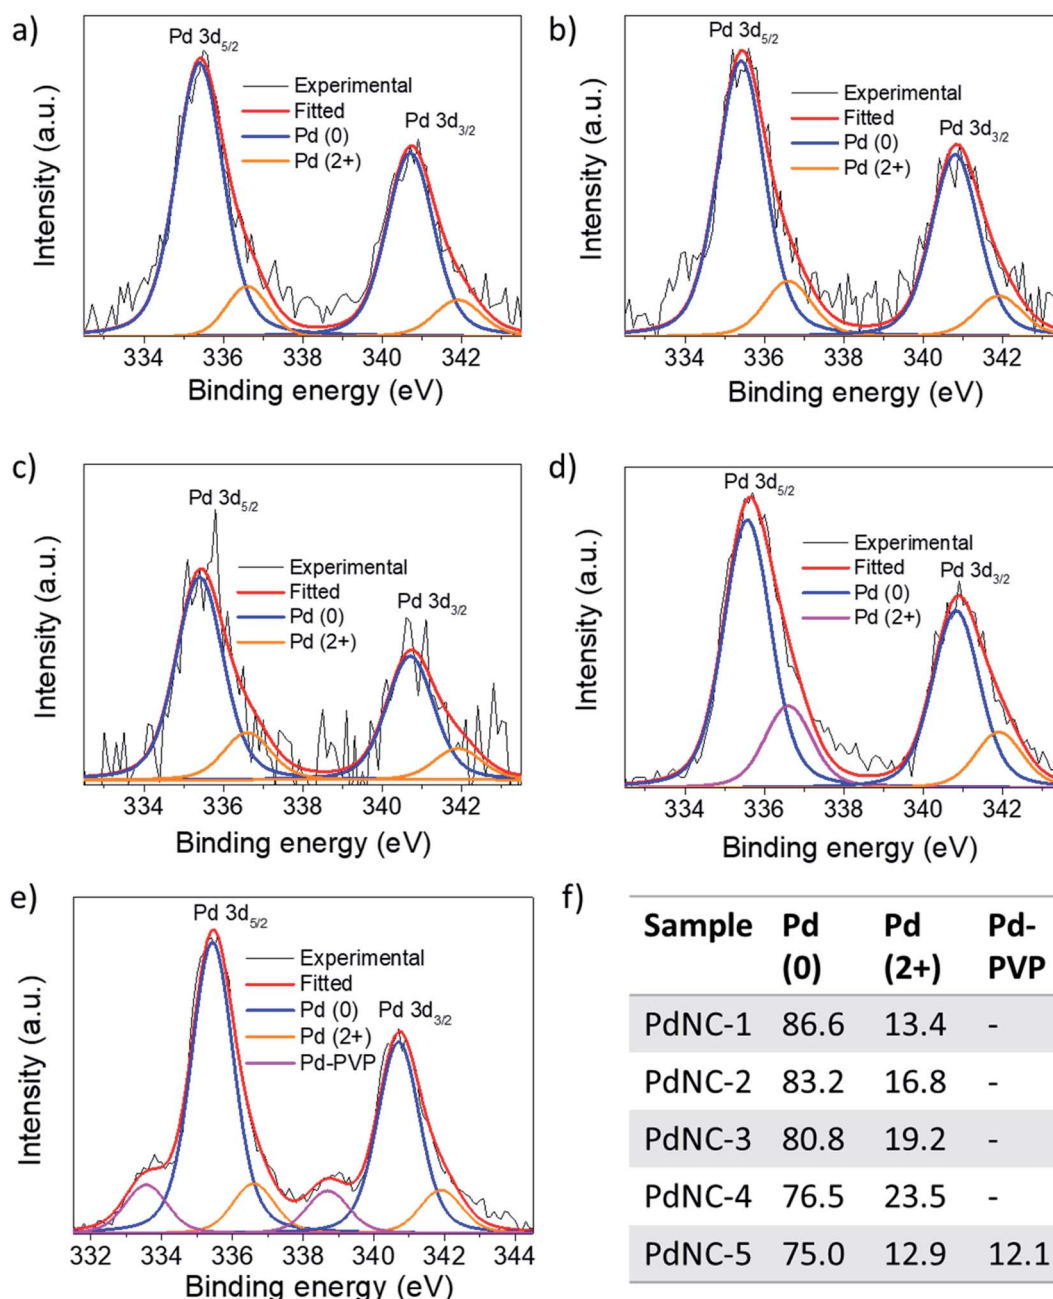 a)
Pd 3d5/2
Experimental
Fitted
Pd (0)
Pd (2+)
Pd 3d3/2
Intensity (a.u.)
334 336 338 340 342
Binding energy (eV)
b)
Pd 3d5/2
Experimental
Fitted
Pd (0)
Pd (2+)
Pd 3d3/2
Intensity (a.u.)
334 336 338 340 342
Binding energy (eV)
c)
Pd 3d5/2
Experimental
Fitted
Pd (0)
Pd (2+)
Pd 3d3/2
Intensity (a.u.)
334 336 338 340 342
Binding energy (eV)
d)
Pd 3d5/2
Experimental
Fitted
Pd (0)
Pd (2+)
Pd 3d3/2
Intensity (a.u.)
334 336 338 340 342
Binding energy (eV)
e)
Pd 3d5/2
Experimental
Fitted
Pd (0)
Pd (2+)
Pd-PVP
Pd 3d3/2
Intensity (a.u.)
332 334 336 338 340 342 344
Binding energy (eV)
f)
Sample Pd Pd Pd-
(0) (2+) PVP
PdNC-1 86.6 13.4 -
PdNC-2 83.2 16.8 -
PdNC-3 80.8 19.2 -
PdNC-4 76.5 23.5 -
PdNC-5 75.0 12.9 12.1